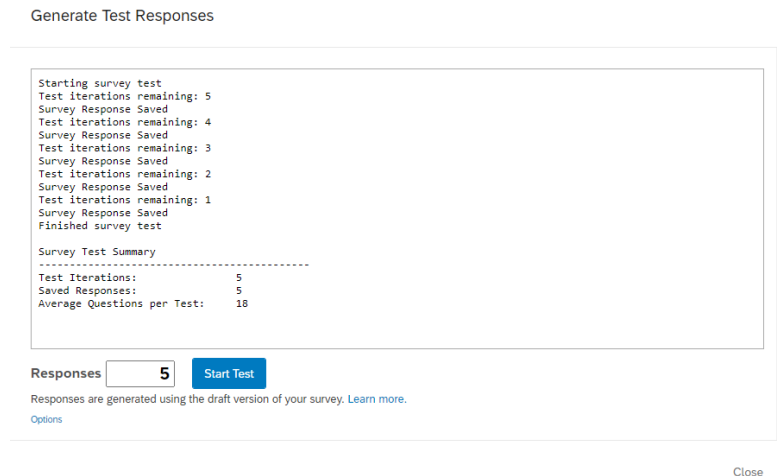 Generate Test Responses
Starting survey test
Test iterations remaining: 5
Survey Response Saved
Test iterations remaining: 4
Survey Response Saved
Test iterations remaining: 3
Survey Response Saved
Test iterations remaining: 2
Survey Response Saved
Test iterations remaining: 1
Survey Response Saved
Finished survey test
Survey Test Summary
---------------------------------------------
Test Iterations: 5
Saved Responses: 5
Average Questions per Test: 18
Responses 5 Start Test
Responses are generated using the draft version of your survey. Learn more.
Options
Close